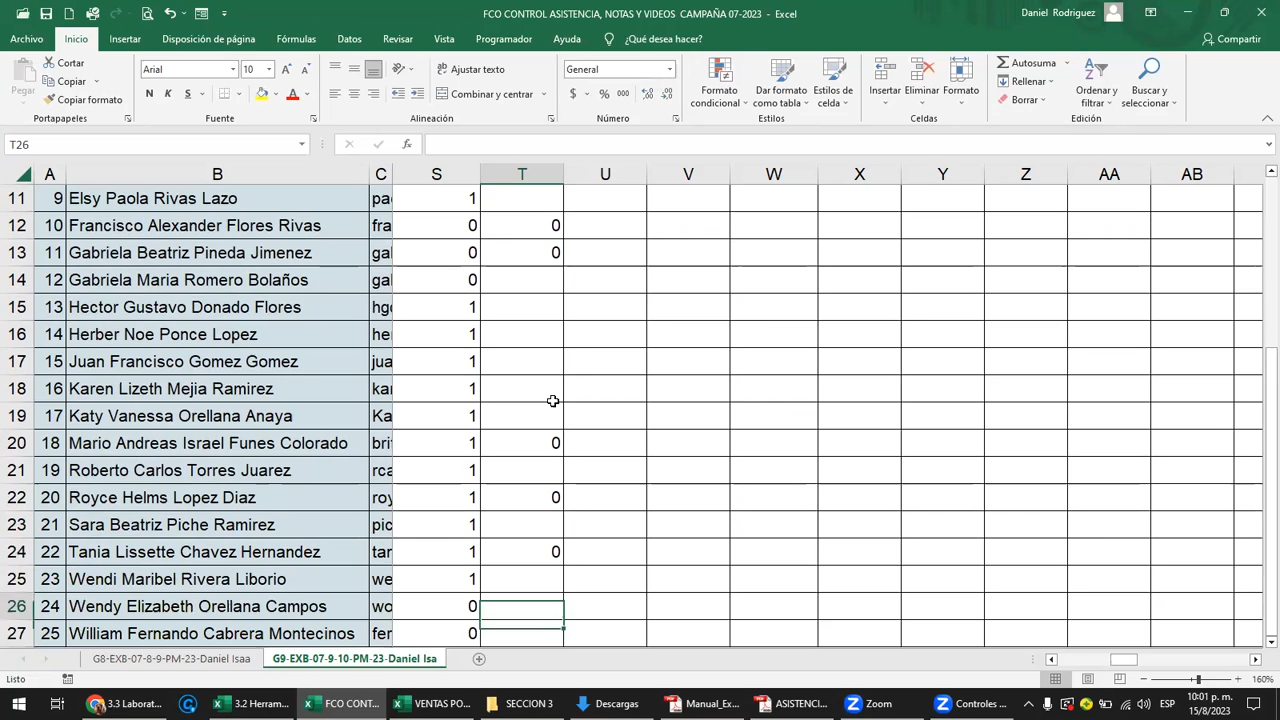 FCO CONTROL ASISTENCIA, NOTAS Y VIDEOS CAMPAÑA 07-2023 - Excel
Daniel Rodriguez
Archivo Inicio Insertar Disposición de página Fórmulas Datos Revisar Vista Programador Ayuda ¿Qué desea hacer? Compartir
Pegar
Cortar
Copiar
Copiar formato
Portapapeles
Arial 10
N K S
Fuente
Ajustar texto
Combinar y centrar
Alineación
General
$ % 000
Número
Formato condicional
Dar formato como tabla
Estilos de celda
Estilos
Insertar Eliminar Formato
Celdas
Autosuma
Rellenar
Borrar
Ordenar y filtrar
Buscar y seleccionar
Edición
T26
A B C S T U V W X Y Z AA AB
11 9 Elsy Paola Rivas Lazo pao 1
12 10 Francisco Alexander Flores Rivas fra 0 0
13 11 Gabriela Beatriz Pineda Jimenez gal 0 0
14 12 Gabriela Maria Romero Bolaños gal 0
15 13 Hector Gustavo Donado Flores hgo 1
16 14 Herber Noe Ponce Lopez her 1
17 15 Juan Francisco Gomez Gomez jua 1
18 16 Karen Lizeth Mejia Ramirez kar 1
19 17 Katy Vanessa Orellana Anaya Ka 1
20 18 Mario Andreas Israel Funes Colorado brit 1 0
21 19 Roberto Carlos Torres Juarez rca 1
22 20 Royce Helms Lopez Diaz roy 1 0
23 21 Sara Beatriz Piche Ramirez pic 1
24 22 Tania Lissette Chavez Hernandez tar 1 0
25 23 Wendi Maribel Rivera Liborio we 1
26 24 Wendy Elizabeth Orellana Campos wo 0
27 25 William Fernando Cabrera Montecinos fer 0
G8-EXB-07-8-9-PM-23-Daniel Isaa G9-EXB-07-9-10-PM-23-Daniel Isa
Listo 160%
3.3 Laborat... 3.2 Herram... FCO CONT... VENTAS PO... SECCION 3 Descargas Manual_Ex... ASISTENCI... Zoom Controles ... ESP 10:01 p. m.
15/8/2023